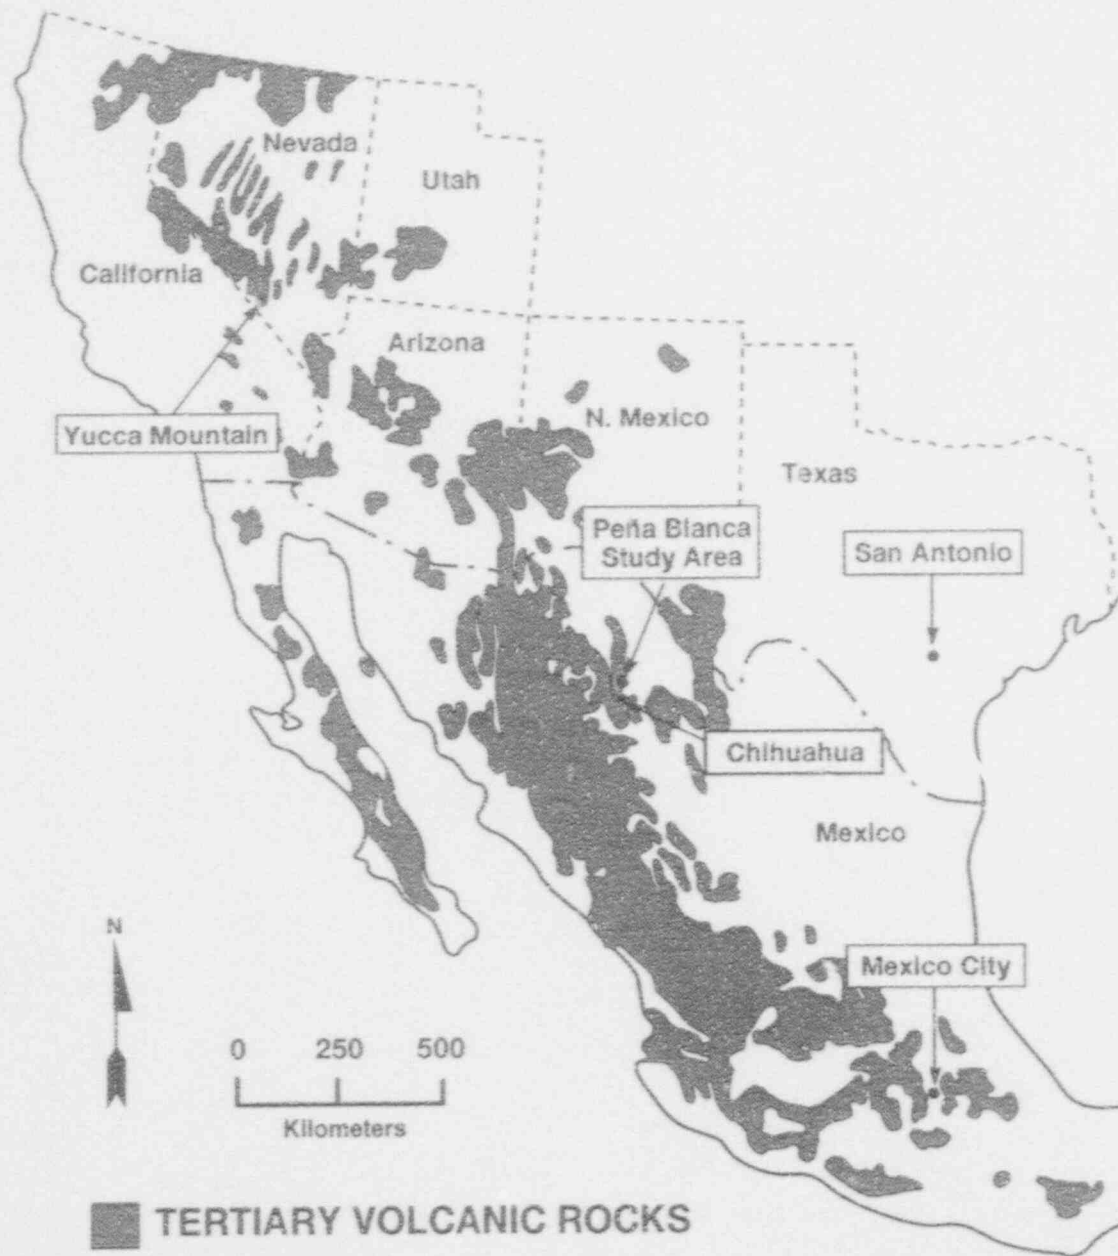 Nevada
Utah
California
Arizona
Yucca Mountain
N. Mexico
Texas
Peña Blanca
Study Area
San Antonio
Chihuahua
Mexico
N
Mexico City
0 250 500
Kilometers
TERTIARY VOLCANIC ROCKS